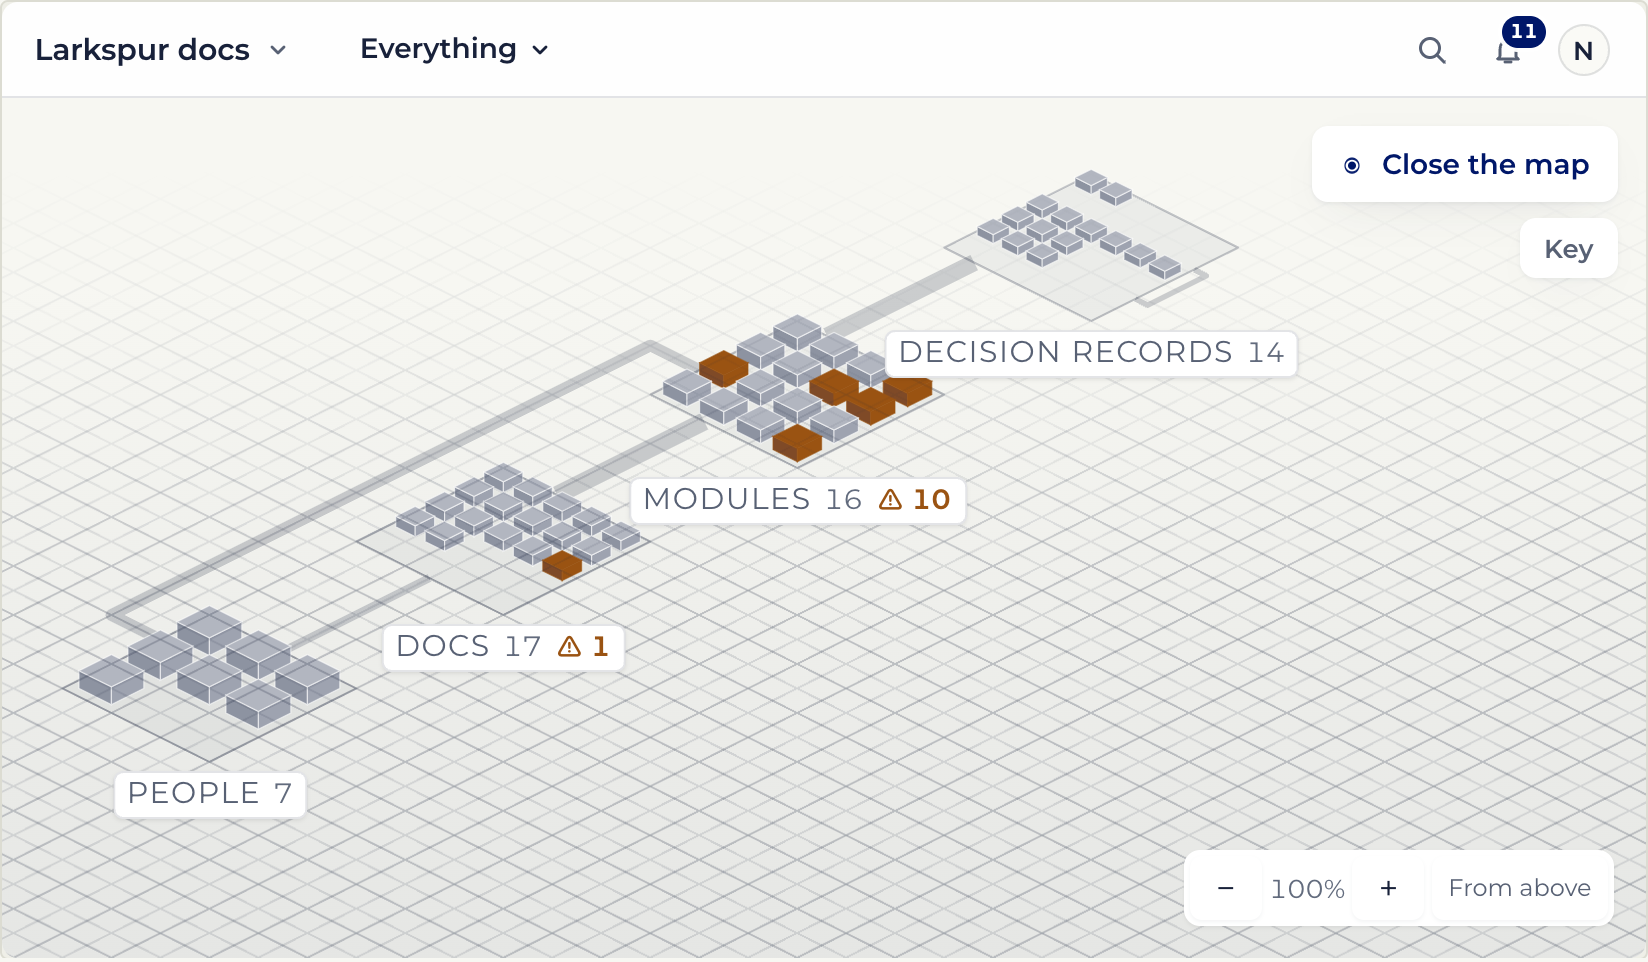 Larkspur docs
Everything
11
N
Close the map
Key
DECISION RECORDS 14
MODULES 16 10
DOCS 17 1
PEOPLE 7
− 100% + From above